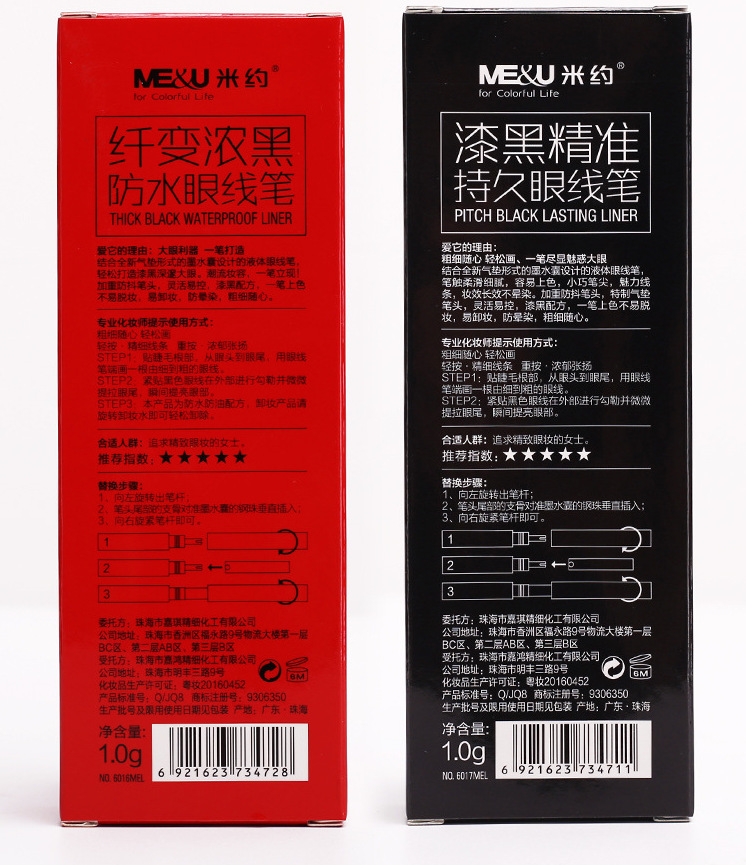 ME&U 米约®
for Colorful Life
纤变浓黑
防水眼线笔
THICK BLACK WATERPROOF LINER
爱它的理由：大眼利器 一笔打造
结合全新气垫形式的墨水囊设计的液体眼线笔，
轻松打造漆黑深邃大眼，潮流妆容，一笔立现！
加重防抖笔头，灵活易控，漆黑配方，一笔上色
不易脱妆，易卸妆，防晕染，粗细随心。
专业化妆师提示使用方式：
粗细随心 轻松画
轻按·精细线条 重按·浓郁张扬
STEP1：贴睫毛根部，从眼头到眼尾，用眼线
笔端画一根由细到粗的眼线。
STEP2：紧贴黑色眼线在外部进行勾勒并微微
提拉眼尾，瞬间提亮眼部。
STEP3：本产品为防水防油配方，卸妆产品请
旋转卸妆水即可轻松卸除。
合适人群：追求精致眼妆的女士。
推荐指数：★★★★★
替换步骤：
1、向左旋转出笔杆；
2、笔头尾部的支骨对准墨水囊的钢珠垂直插入；
3、向右旋紧笔杆即可。
1
2
3
委托方：珠海市嘉琪精细化工有限公司
公司地址：珠海市香洲区福永路9号物流大楼第一层
BC区、第二层AB区、第三层B区
受托方：珠海市嘉鸿精细化工有限公司
公司地址：珠海市明丰三路9号
化妆品生产许可证：粤妆20160452
产品标准号：Q/JQ8 商标注册号：9306350
生产批号及限用使用日期见包装 产地：广东·珠海
6M
净含量：
1.0g
NO. 6016MEL
6 921623 734728
ME&U 米约®
for Colorful Life
漆黑精准
持久眼线笔
PITCH BLACK LASTING LINER
爱它的理由：
粗细随心 轻松画、一笔尽显魅惑大眼
结合全新气垫形式的墨水囊设计的液体眼线笔，
笔触柔滑细腻，容易上色，小巧笔尖，魅力线
条，妆效长效不晕染。加重防抖笔头，特制气垫
笔头，灵活易控，漆黑配方，一笔上色不易脱
妆，易卸妆，防晕染，粗细随心。
专业化妆师提示使用方式：
粗细随心 轻松画
轻按·精细线条 重按·浓郁张扬
STEP1：贴睫毛根部，从眼头到眼尾，用眼线
笔端画一根由细到粗的眼线。
STEP2：紧贴黑色眼线在外部进行勾勒并微微
提拉眼尾，瞬间提亮眼部。
合适人群：追求精致眼妆的女士。
推荐指数：★★★★★
替换步骤：
1、向左旋转出笔杆；
2、笔头尾部的支骨对准墨水囊的钢珠垂直插入；
3、向右旋紧笔杆即可。
1
2
3
委托方：珠海市嘉琪精细化工有限公司
公司地址：珠海市香洲区福永路9号物流大楼第一层
BC区、第二层AB区、第三层B区
受托方：珠海市嘉鸿精细化工有限公司
公司地址：珠海市明丰三路9号
化妆品生产许可证：粤妆20160452
产品标准号：Q/JQ8 商标注册号：9306350
生产批号及限用使用日期见包装 产地：广东·珠海
6M
净含量：
1.0g
NO. 6017MEL
6 921623 734711